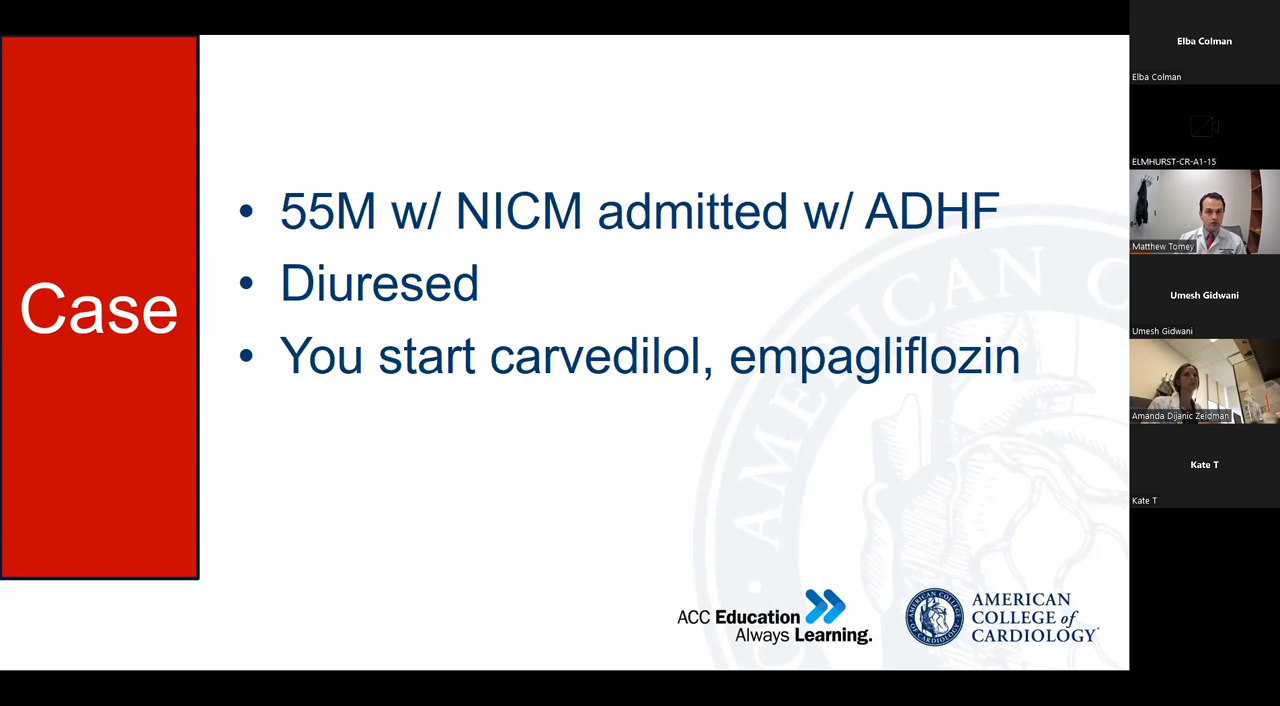 Case
• 55M w/ NICM admitted w/ ADHF
• Diuresed
• You start carvedilol, empagliflozin
AMERICAN C
ACC Education
Always Learning.
AMERICAN
COLLEGE of
CARDIOLOGY
Elba Colman
Elba Colman
ELMHURST-CR-A1-15
Matthew Tomey
Umesh Gidwani
Umesh Gidwani
Amanda Dijanic Zeidman
Kate T
Kate T